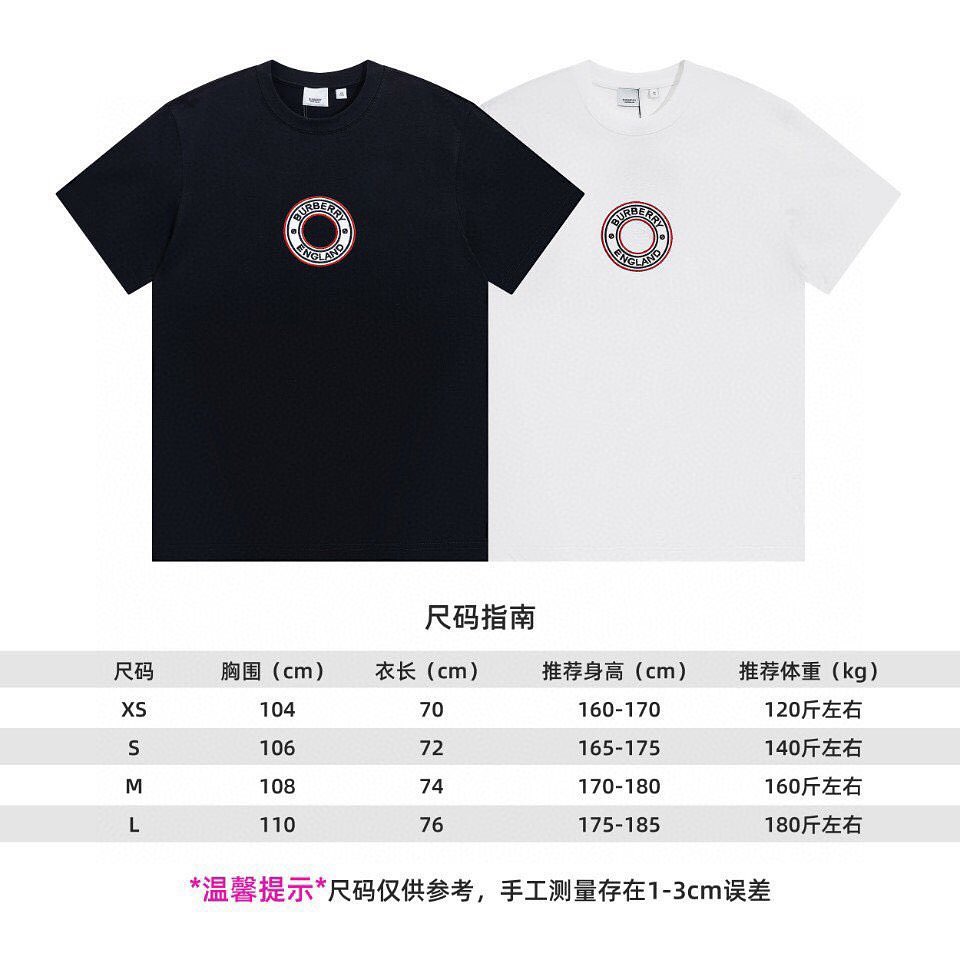 BURBERRY
ENGLAND
BURBERRY
ENGLAND
尺码指南
尺码 胸围（cm） 衣长（cm） 推荐身高（cm） 推荐体重（kg）
XS 104 70 160-170 120斤左右
S 106 72 165-175 140斤左右
M 108 74 170-180 160斤左右
L 110 76 175-185 180斤左右
*温馨提示*尺码仅供参考，手工测量存在1-3cm误差